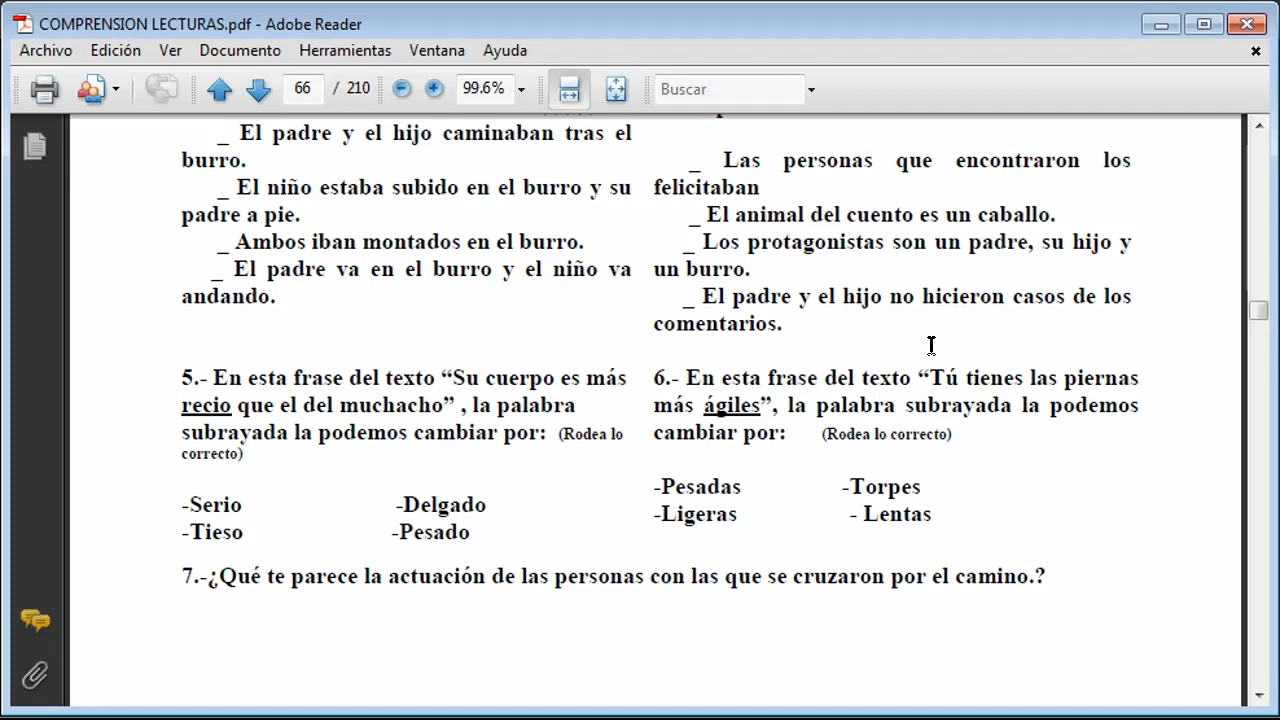 COMPRENSION LECTURAS.pdf - Adobe Reader
Archivo Edición Ver Documento Herramientas Ventana Ayuda
66 / 210 99.6% Buscar
_ El padre y el hijo caminaban tras el
burro.
_ El niño estaba subido en el burro y su
padre a pie.
_ Ambos iban montados en el burro.
_ El padre va en el burro y el niño va
andando.
_ Las personas que encontraron los
felicitaban
_ El animal del cuento es un caballo.
_ Los protagonistas son un padre, su hijo y
un burro.
_ El padre y el hijo no hicieron casos de los
comentarios.
5.- En esta frase del texto “Su cuerpo es más
recio que el del muchacho” , la palabra
subrayada la podemos cambiar por: (Rodea lo
correcto)
-Serio -Delgado
-Tieso -Pesado
6.- En esta frase del texto “Tú tienes las piernas
más ágiles”, la palabra subrayada la podemos
cambiar por: (Rodea lo correcto)
-Pesadas -Torpes
-Ligeras - Lentas
7.-¿Qué te parece la actuación de las personas con las que se cruzaron por el camino.?